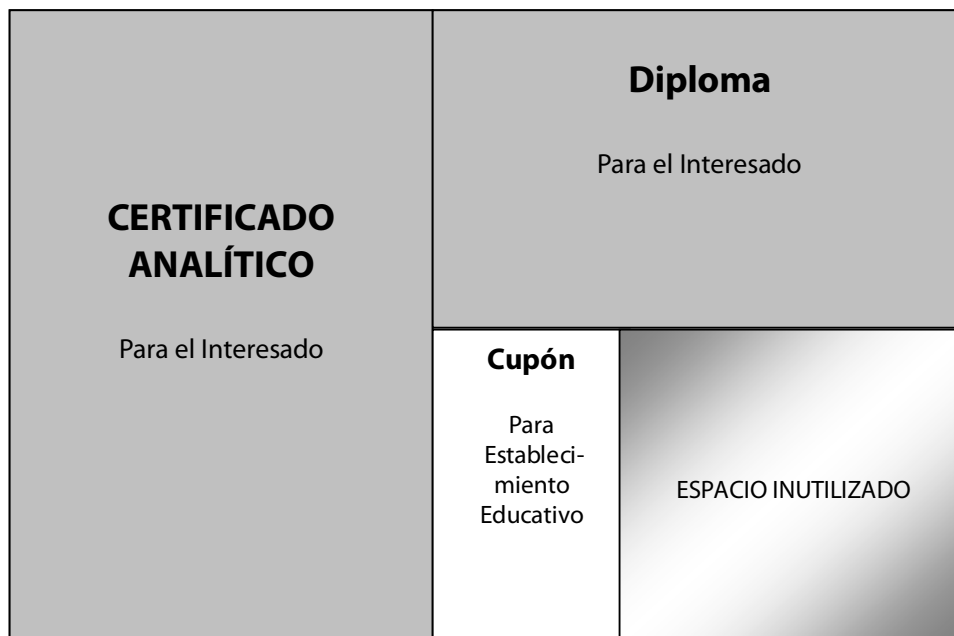 CERTIFICADO
ANALÍTICO
Para el Interesado
Diploma
Para el Interesado
Cupón
Para
Estableci-
miento
Educativo
ESPACIO INUTILIZADO